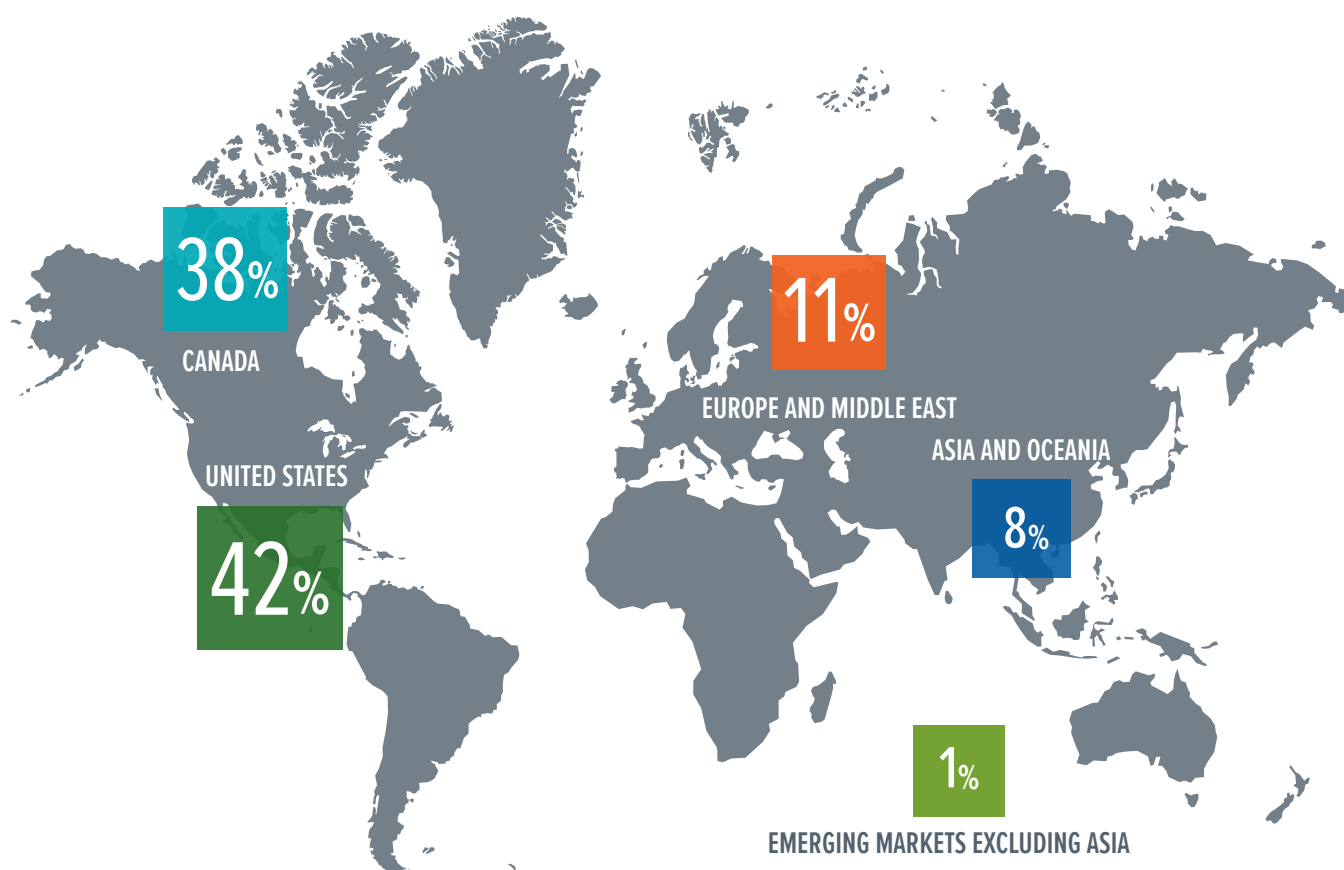 38%
CANADA
UNITED STATES
42%
11%
EUROPE AND MIDDLE EAST
ASIA AND OCEANIA
8%
1%
EMERGING MARKETS EXCLUDING ASIA